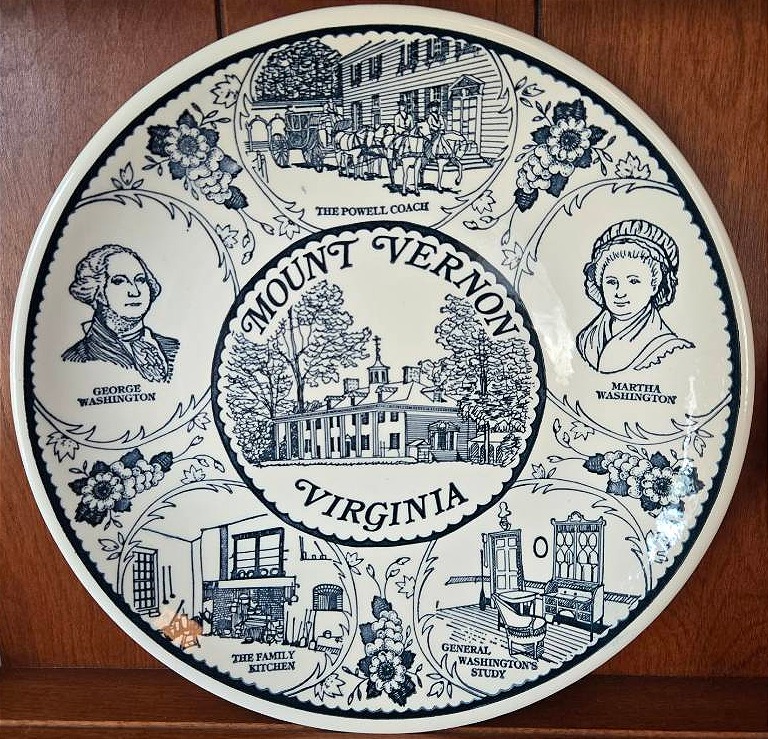 THE POWELL COACH
MOUNT VERNON
GEORGE
WASHINGTON
MARTHA
WASHINGTON
VIRGINIA
THE FAMILY
KITCHEN
GENERAL
WASHINGTON'S
STUDY